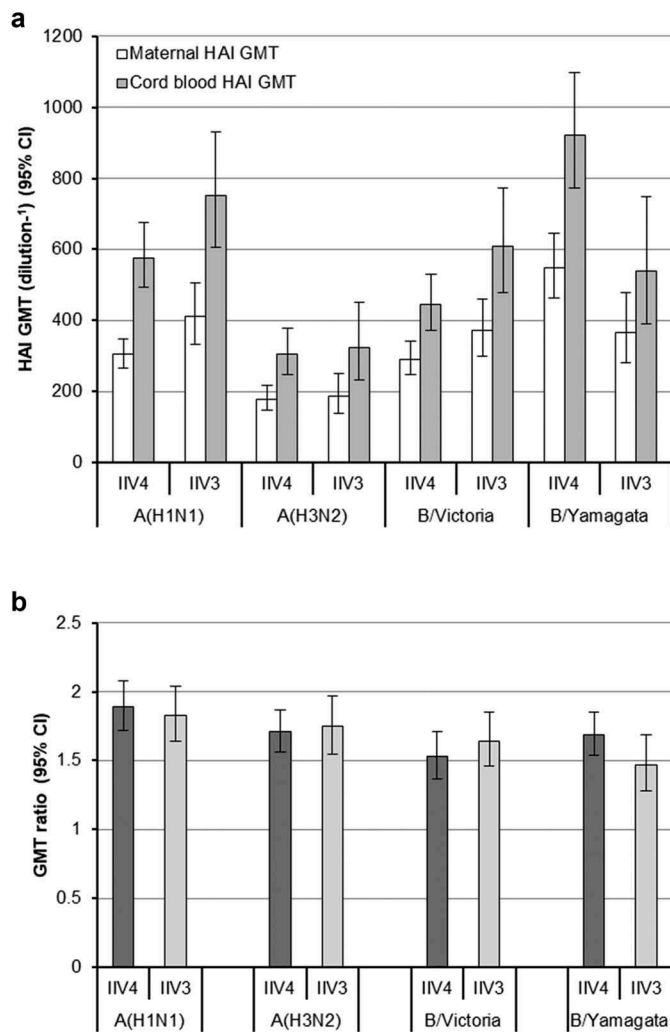 a
1200
1000
800
600
400
200
0
HAI GMT (dilution-¹) (95% CI)
Maternal HAI GMT
Cord blood HAI GMT
IIV4 IIV3 IIV4 IIV3 IIV4 IIV3 IIV4 IIV3
A(H1N1) A(H3N2) B/Victoria B/Yamagata
b
2.5
2
1.5
1
0.5
0
GMT ratio (95% CI)
IIV4 IIV3 IIV4 IIV3 IIV4 IIV3 IIV4 IIV3
A(H1N1) A(H3N2) B/Victoria B/Yamagata